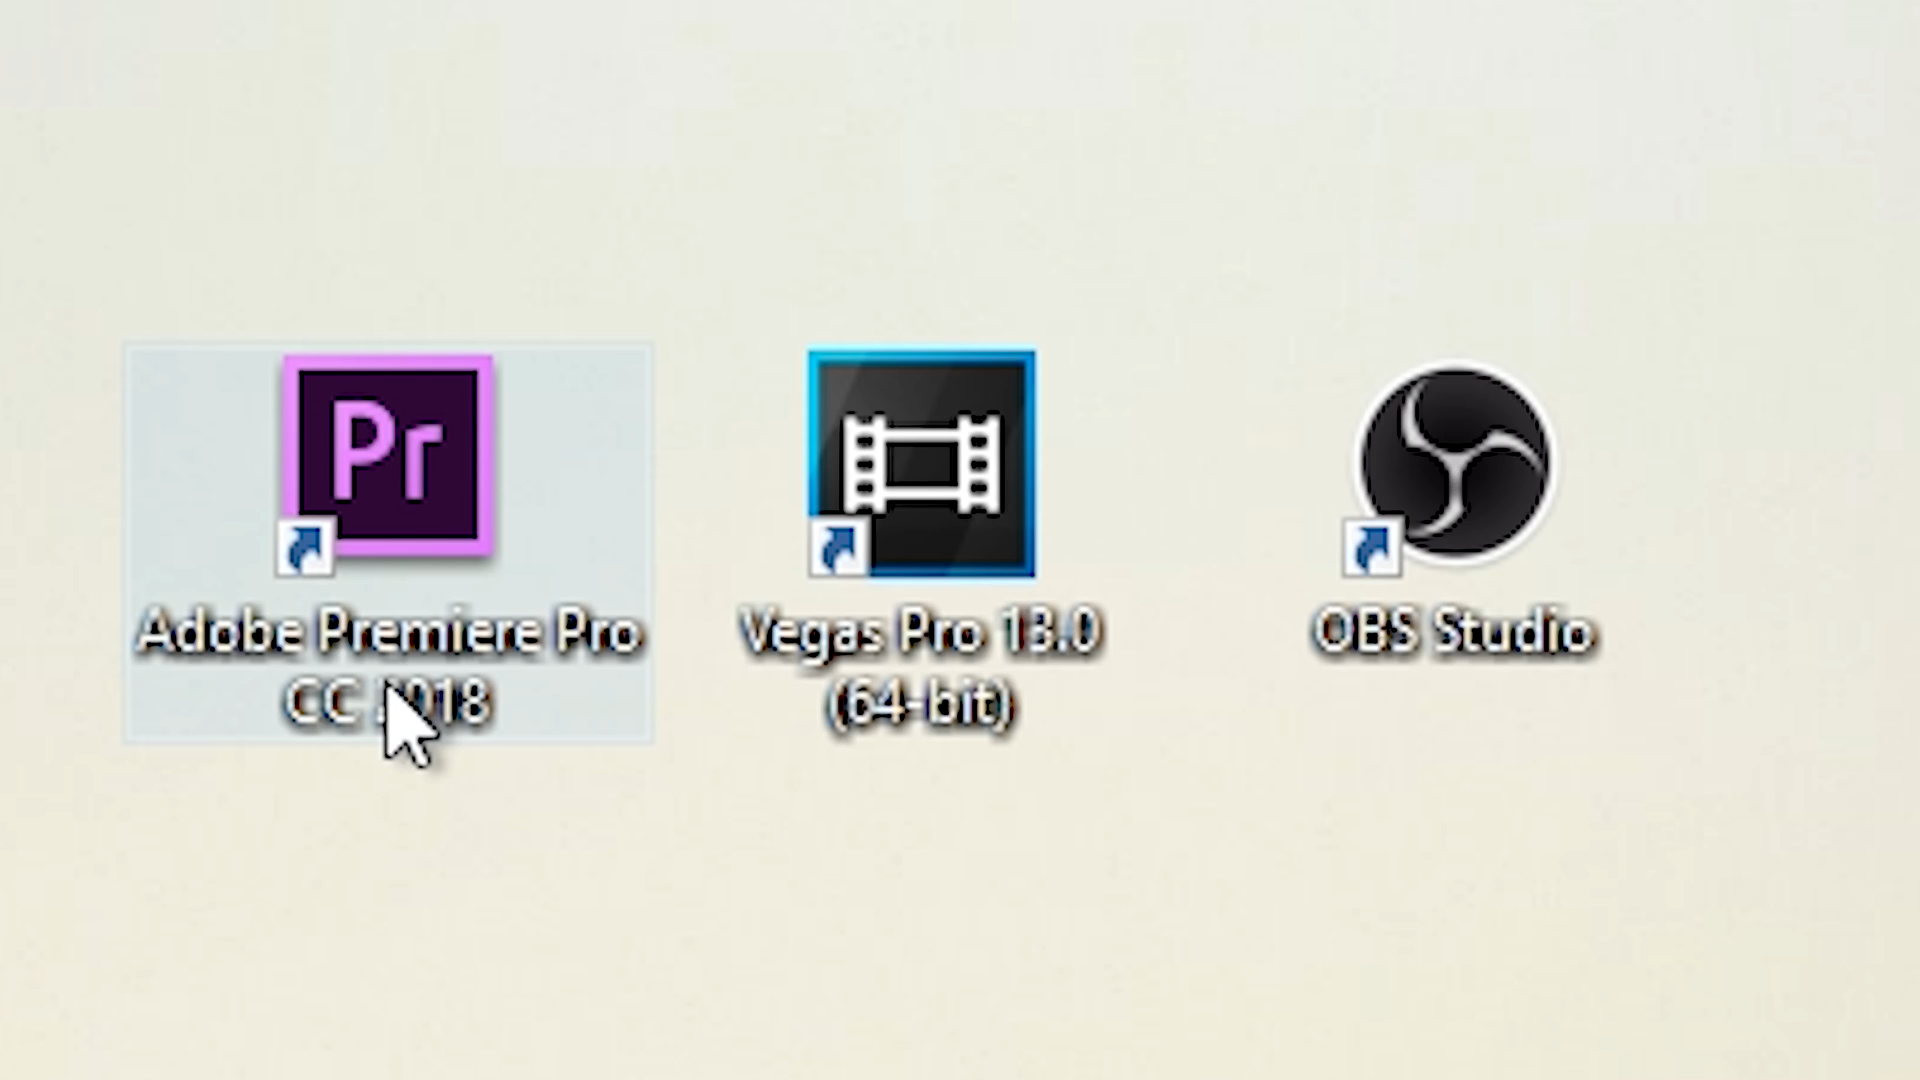 Pr
Adobe Premiere Pro
CC 2018
Vegas Pro 13.0
(64-bit)
OBS Studio